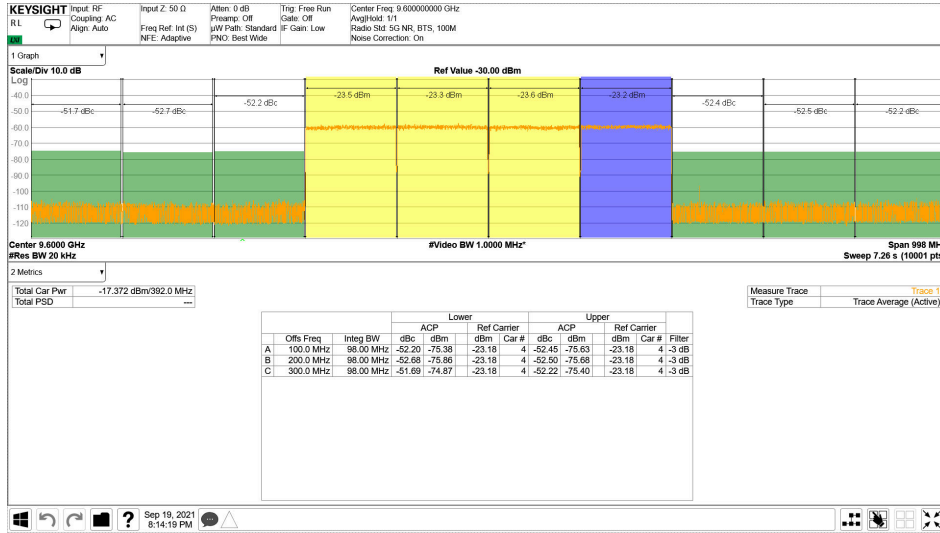 KEYSIGHT Input: RF Input Z: 50 Ω Atten: 0 dB Trig: Free Run Center Freq: 9.600000000 GHz
RL Coupling: AC Preamp: Off Gate: Off Avg|Hold: 1/1
Align: Auto Freq Ref: Int (S) µW Path: Standard IF Gain: Low Radio Std: 5G NR, BTS, 100M
NFE: Adaptive PNO: Best Wide Noise Correction: On
1 Graph
Scale/Div 10.0 dB Ref Value -30.00 dBm
Log
-40.0
-50.0
-60.0
-70.0
-80.0
-90.0
-100
-110
-120
-51.7 dBc -52.7 dBc -52.2 dBc -23.5 dBm -23.3 dBm -23.6 dBm -23.2 dBm -52.4 dBc -52.5 dBc -52.2 dBc
Center 9.6000 GHz #Video BW 1.0000 MHz* Span 998 MH
#Res BW 20 kHz Sweep 7.26 s (10001 pts
2 Metrics
Total Car Pwr -17.372 dBm/392.0 MHz Measure Trace Trace 1
Total PSD --- Trace Type Trace Average (Active)
Lower Upper
ACP Ref Carrier ACP Ref Carrier
Offs Freq Integ BW dBc dBm dBm Car # dBc dBm dBm Car # Filter
A 100.0 MHz 98.00 MHz -52.20 -75.38 -23.18 4 -52.45 -75.63 -23.18 4 -3 dB
B 200.0 MHz 98.00 MHz -52.68 -75.86 -23.18 4 -52.50 -75.68 -23.18 4 -3 dB
C 300.0 MHz 98.00 MHz -51.69 -74.87 -23.18 4 -52.22 -75.40 -23.18 4 -3 dB
?
Sep 19, 2021
8:14:19 PM